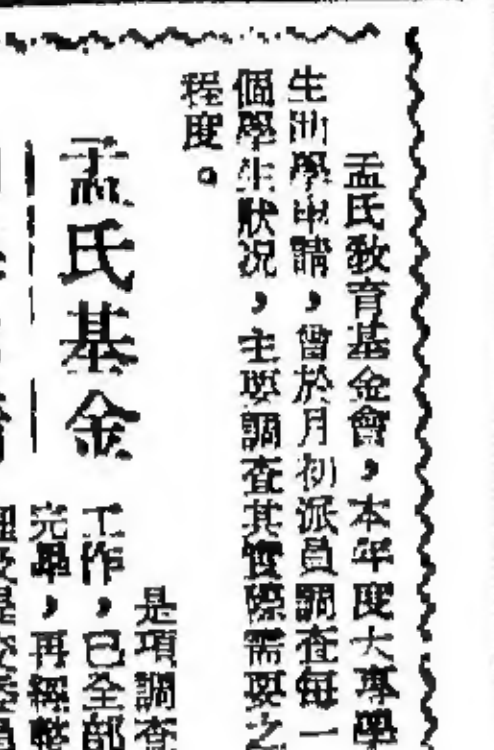 孟氏教育基金會，本年度大專學
生助學申請，曾於月初派員調查每一
個學生狀況，主要調查其實際需要之
程度。
孟氏基金
是項調查
工作，已全部
完畢，再經整